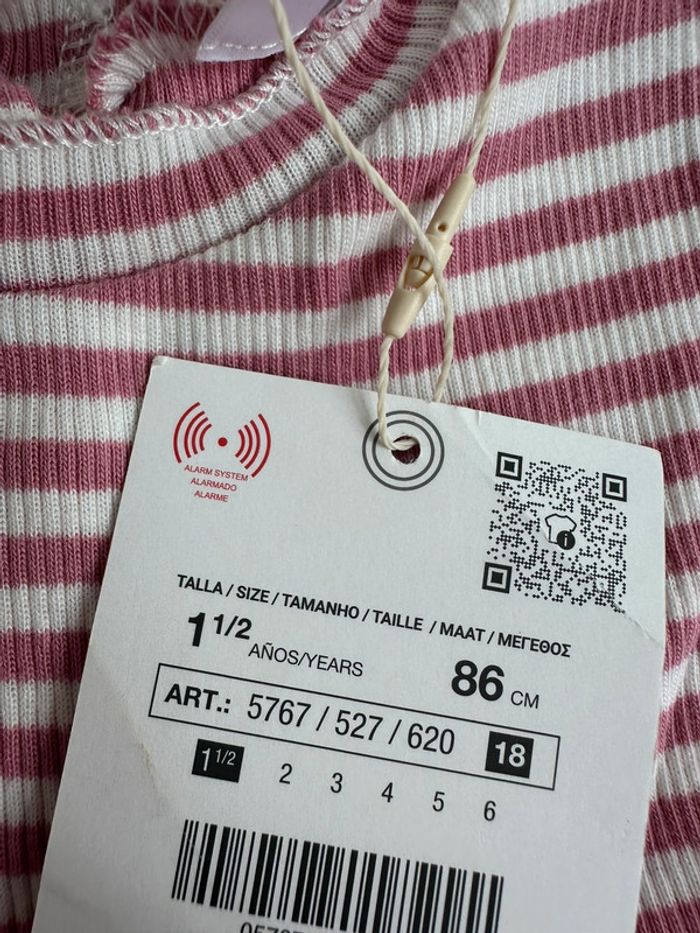 ALARM SYSTEM
ALARMADO
ALARME
TALLA / SIZE / TAMANHO / TAILLE / MAAT / ΜΕΓΕΘΟΣ
1 1/2 AÑOS/YEARS 86 CM
ART.: 5767 / 527 / 620 18
1 1/2 2 3 4 5 6